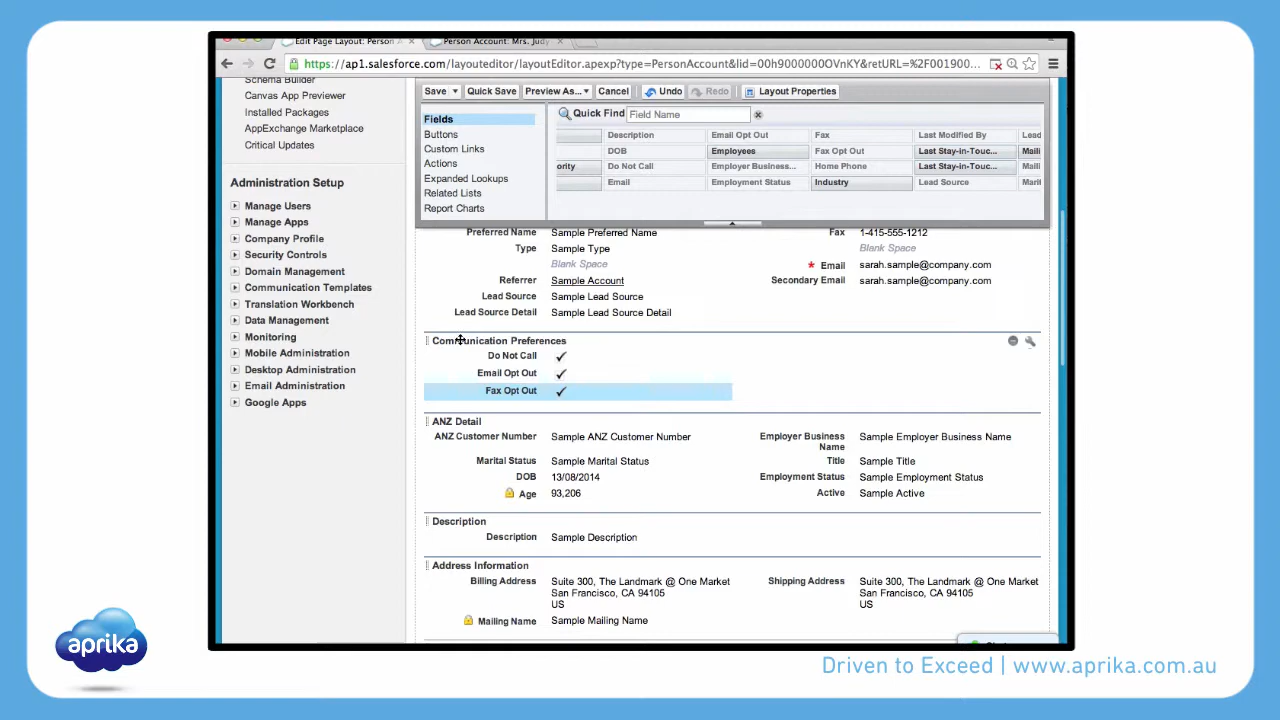 Edit Page Layout: Person A
Person Account: Mrs. Judy
https://ap1.salesforce.com/layouteditor/layoutEditor.apexp?type=PersonAccount&lid=00h9000000OVnKY&retURL=%2F001900...
Schema Builder
Canvas App Previewer
Installed Packages
AppExchange Marketplace
Critical Updates
Administration Setup
Manage Users
Manage Apps
Company Profile
Security Controls
Domain Management
Communication Templates
Translation Workbench
Data Management
Monitoring
Mobile Administration
Desktop Administration
Email Administration
Google Apps
Save Quick Save Preview As... Cancel Undo Redo Layout Properties
Fields
Buttons
Custom Links
Actions
Expanded Lookups
Related Lists
Report Charts
Quick Find Field Name
Description Email Opt Out Fax Last Modified By Lead
DOB Employees Fax Opt Out Last Stay-in-Touc... Maili
ority Do Not Call Employer Business... Home Phone Last Stay-in-Touc... Maili
Email Employment Status Industry Lead Source Marit
Preferred Name Sample Preferred Name Fax 1-415-555-1212
Type Sample Type Blank Space
Blank Space * Email sarah.sample@company.com
Referrer Sample Account Secondary Email sarah.sample@company.com
Lead Source Sample Lead Source
Lead Source Detail Sample Lead Source Detail
Communication Preferences
Do Not Call ✓
Email Opt Out ✓
Fax Opt Out ✓
ANZ Detail
ANZ Customer Number Sample ANZ Customer Number Employer Business Sample Employer Business Name
Name
Marital Status Sample Marital Status Title Sample Title
DOB 13/08/2014 Employment Status Sample Employment Status
Age 93,206 Active Sample Active
Description
Description Sample Description
Address Information
Billing Address Suite 300, The Landmark @ One Market Shipping Address Suite 300, The Landmark @ One Market
San Francisco, CA 94105 San Francisco, CA 94105
US US
Mailing Name Sample Mailing Name
aprika
Driven to Exceed | www.aprika.com.au